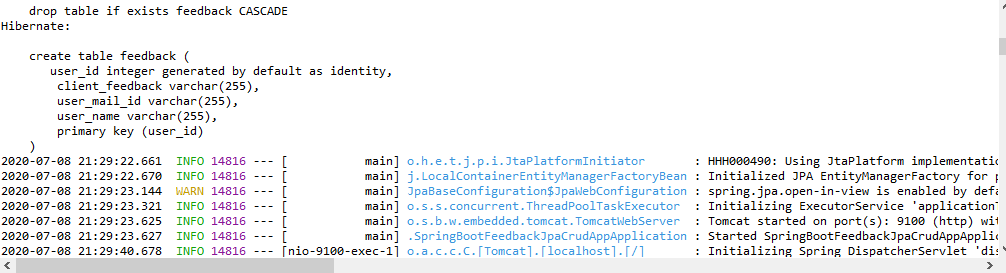 drop table if exists feedback CASCADE
Hibernate:
create table feedback (
user_id integer generated by default as identity,
client_feedback varchar(255),
user_mail_id varchar(255),
user_name varchar(255),
primary key (user_id)
)
2020-07-08 21:29:22.661  INFO 14816 --- [           main] o.h.e.t.j.p.i.JtaPlatformInitiator       : HHH000490: Using JtaPlatform implementatio
2020-07-08 21:29:22.670  INFO 14816 --- [           main] j.LocalContainerEntityManagerFactoryBean : Initialized JPA EntityManagerFactory for p
2020-07-08 21:29:23.144  WARN 14816 --- [           main] JpaBaseConfiguration$JpaWebConfiguration : spring.jpa.open-in-view is enabled by defa
2020-07-08 21:29:23.321  INFO 14816 --- [           main] o.s.s.concurrent.ThreadPoolTaskExecutor  : Initializing ExecutorService 'applicationT
2020-07-08 21:29:23.625  INFO 14816 --- [           main] o.s.b.w.embedded.tomcat.TomcatWebServer  : Tomcat started on port(s): 9100 (http) wit
2020-07-08 21:29:23.627  INFO 14816 --- [           main] .SpringBootFeedbackJpaCrudAppApplication : Started SpringBootFeedbackJpaCrudAppApplic
2020-07-08 21:29:40.678  INFO 14816 --- [nio-9100-exec-1] o.a.c.c.C.[Tomcat].[localhost].[/]       : Initializing Spring DispatcherServlet 'dis